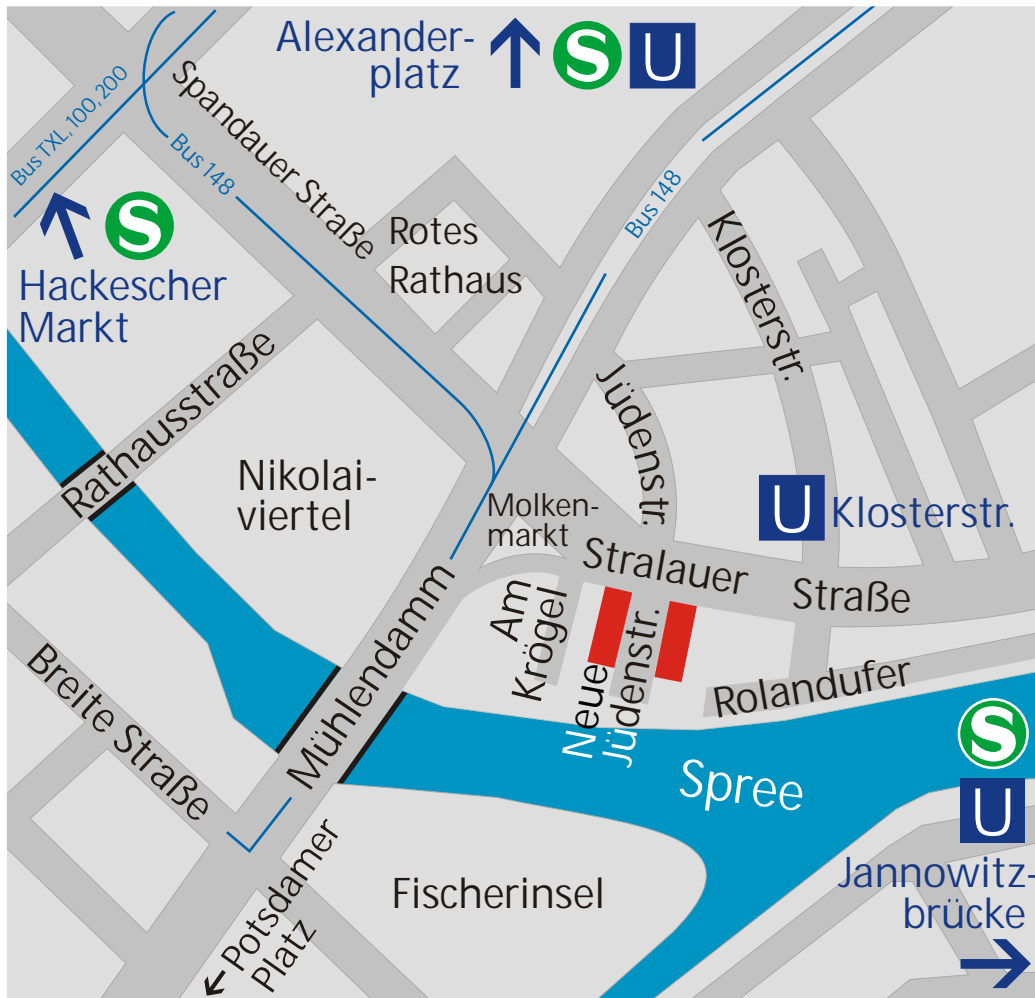 Alexander-
platz
S
U
Bus TXL, 100, 200
Spandauer Straße
Bus 148
Bus 148
S
Hackescher
Markt
Rotes
Rathaus
Klosterstr.
Rathausstraße
Jüdenstr.
Nikolai-
viertel
Molken-
markt
U
Klosterstr.
Stralauer
Straße
Am
Krögel
Neue
Jüdenstr.
Mühlendamm
Breite Straße
Rolandufer
Spree
S
U
Jannowitz-
brücke
Fischerinsel
Potsdamer
Platz